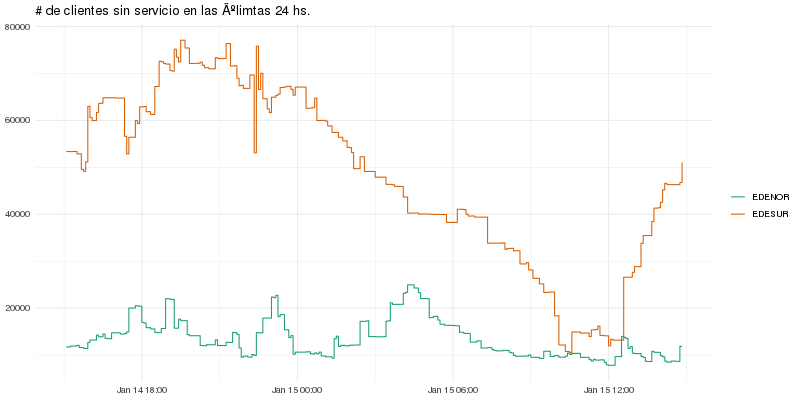 # de clientes sin servicio en las Ãºlimtas 24 hs.
80000
60000
40000
20000
Jan 14 18:00
Jan 15 00:00
Jan 15 06:00
Jan 15 12:00
EDENOR
EDESUR